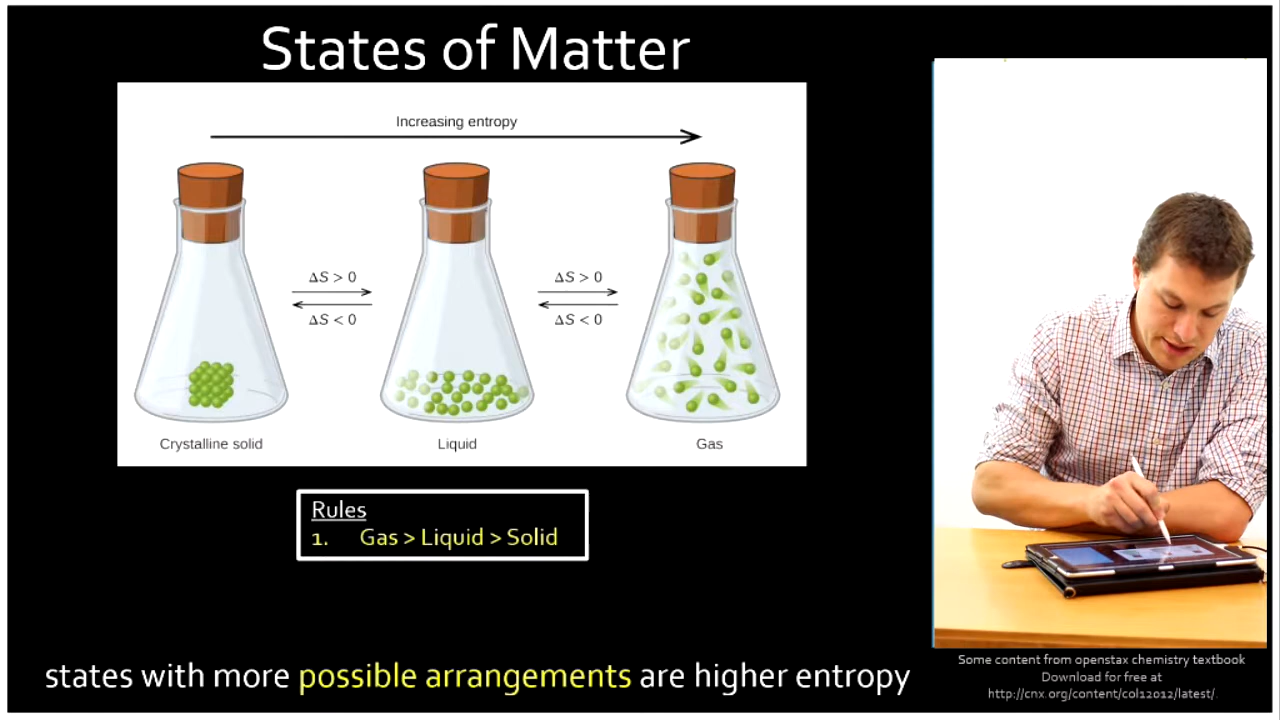 States of Matter
Increasing entropy
ΔS > 0
ΔS < 0
ΔS > 0
ΔS < 0
Crystalline solid
Liquid
Gas
Rules
1. Gas > Liquid > Solid
states with more possible arrangements are higher entropy
Some content from openstax chemistry textbook
Download for free at
http://cnx.org/content/col12012/latest/.